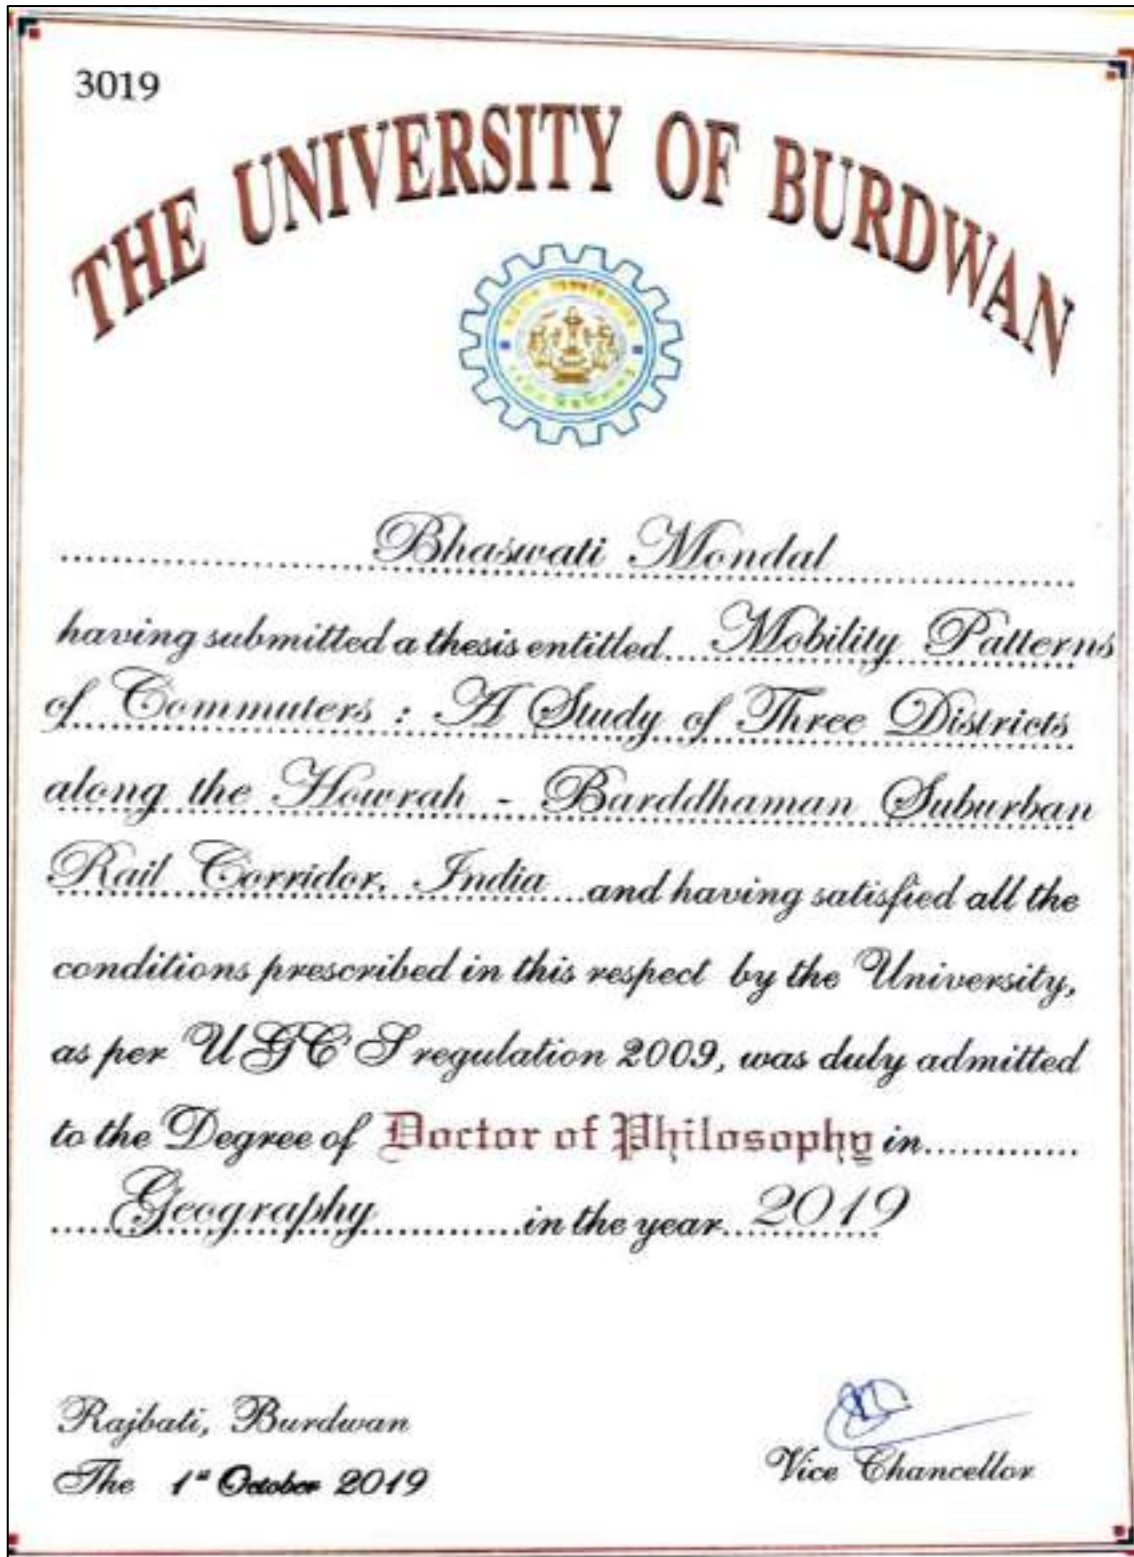 3019
THE UNIVERSITY OF BURDWAN
Bhaswati Mondal
having submitted a thesis entitled Mobility Patterns
of Commuters : A Study of Three Districts
along the Howrah - Barddhaman Suburban
Rail Corridor, India and having satisfied all the
conditions prescribed in this respect by the University,
as per UGC'S regulation 2009, was duly admitted
to the Degree of Doctor of Philosophy in
Geography in the year 2019
Rajbati, Burdwan
The 1st October 2019
Vice Chancellor